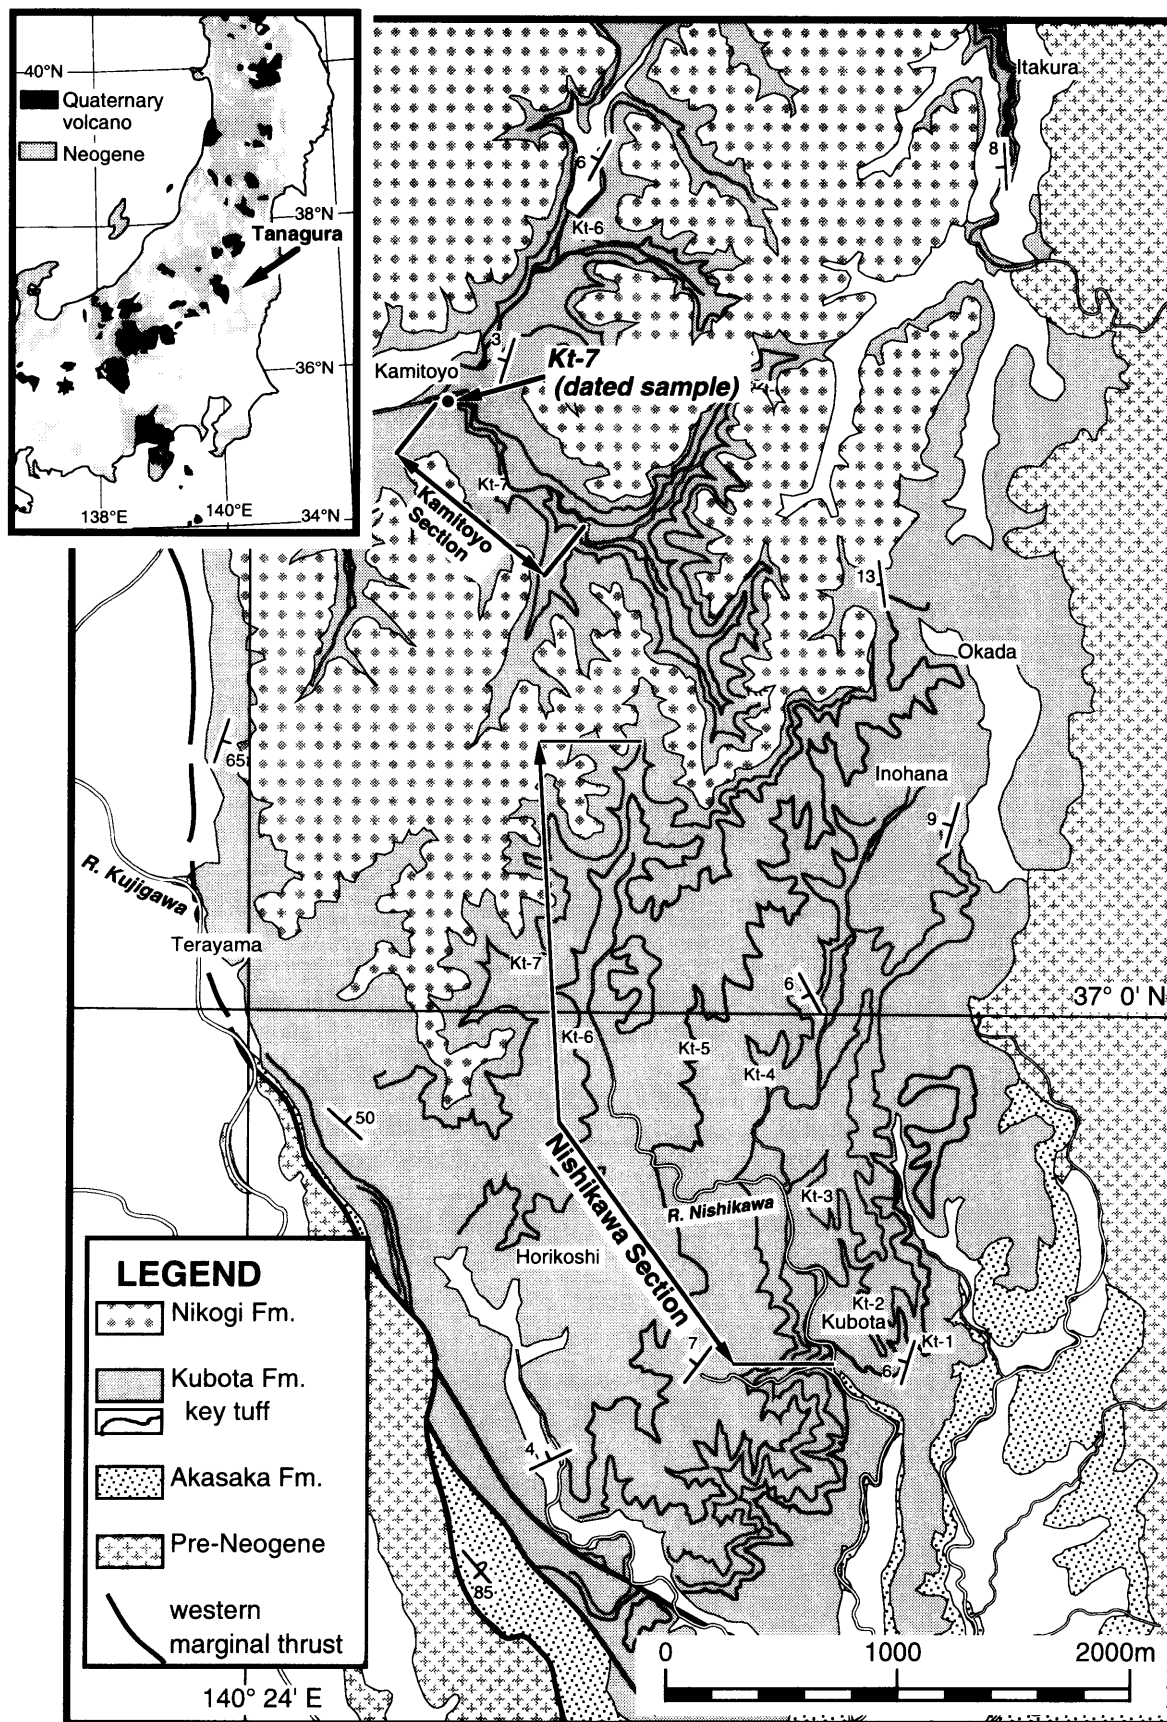 40°N
Quaternary
volcano
Neogene
38°N
Tanagura
36°N
138°E
140°E
34°N
Itakura
8
6
Kt-6
3
Kamitoyo
Kt-7
(dated sample)
Kt-7
Kamitoyo
Section
13
Okada
65
Inohana
9
R. Kujigawa
Terayama
Kt-7
6
37° 0' N
Kt-6
Kt-5
Kt-4
50
Nishikawa Section
R. Nishikawa
Kt-3
Horikoshi
Kt-2
Kubota
Kt-1
7
6
4
85
LEGEND
Nikogi Fm.
Kubota Fm.
key tuff
Akasaka Fm.
Pre-Neogene
western
marginal thrust
140° 24' E
0 1000 2000m